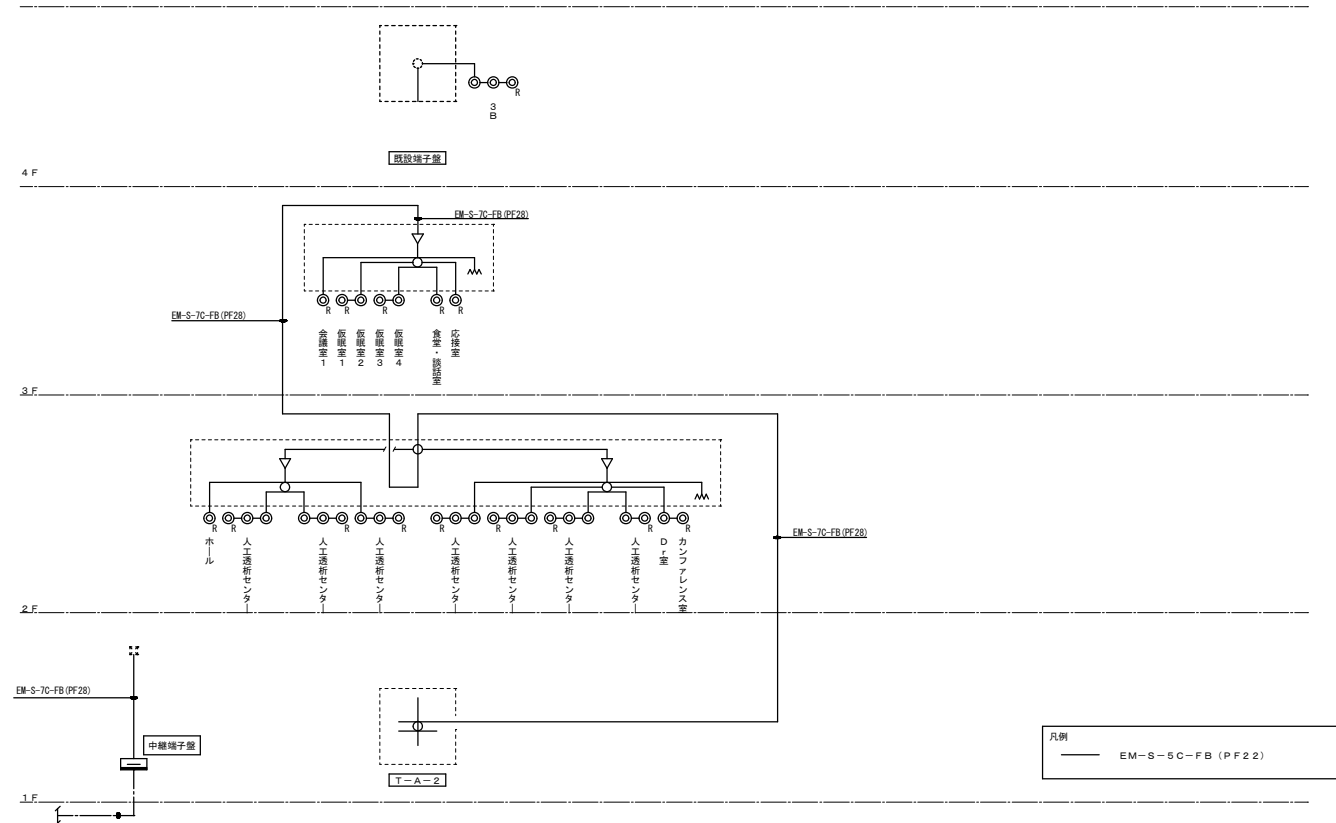 R
3B
既設端子盤
4F
EM-S-7C-FB(PF28)
EM-S-7C-FB(PF28)
R R R R R
会議室1
仮眠室1
仮眠室2
仮眠室3
仮眠室4
食堂・談話室
応接室
3F
R R R R R R R R R R
EM-S-7C-FB(PF28)
ホール
人工透析センター
人工透析センター
人工透析センター
人工透析センター
人工透析センター
人工透析センター
人工透析センター
Dr室
カンファレンス室
2F
EM-S-7C-FB(PF28)
中継端子盤
T-A-2
凡例
EM-S-5C-FB(PF22)
1F